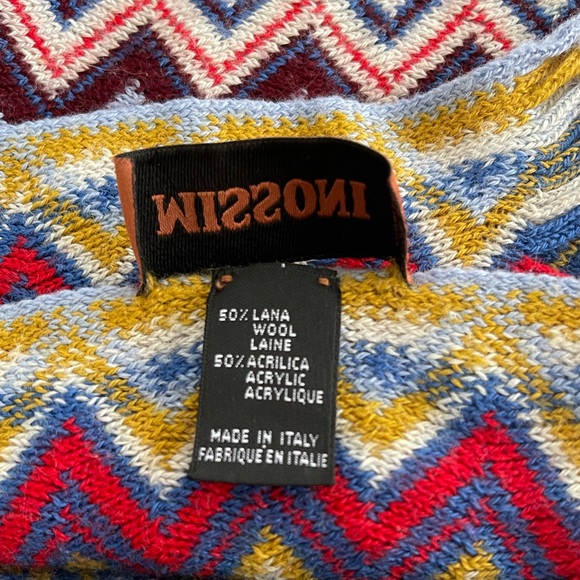 MISSONI
50% LANA
WOOL
LAINE
50% ACRILICA
ACRYLIC
ACRYLIQUE
MADE IN ITALY
FABRIQUE'EN ITALIE